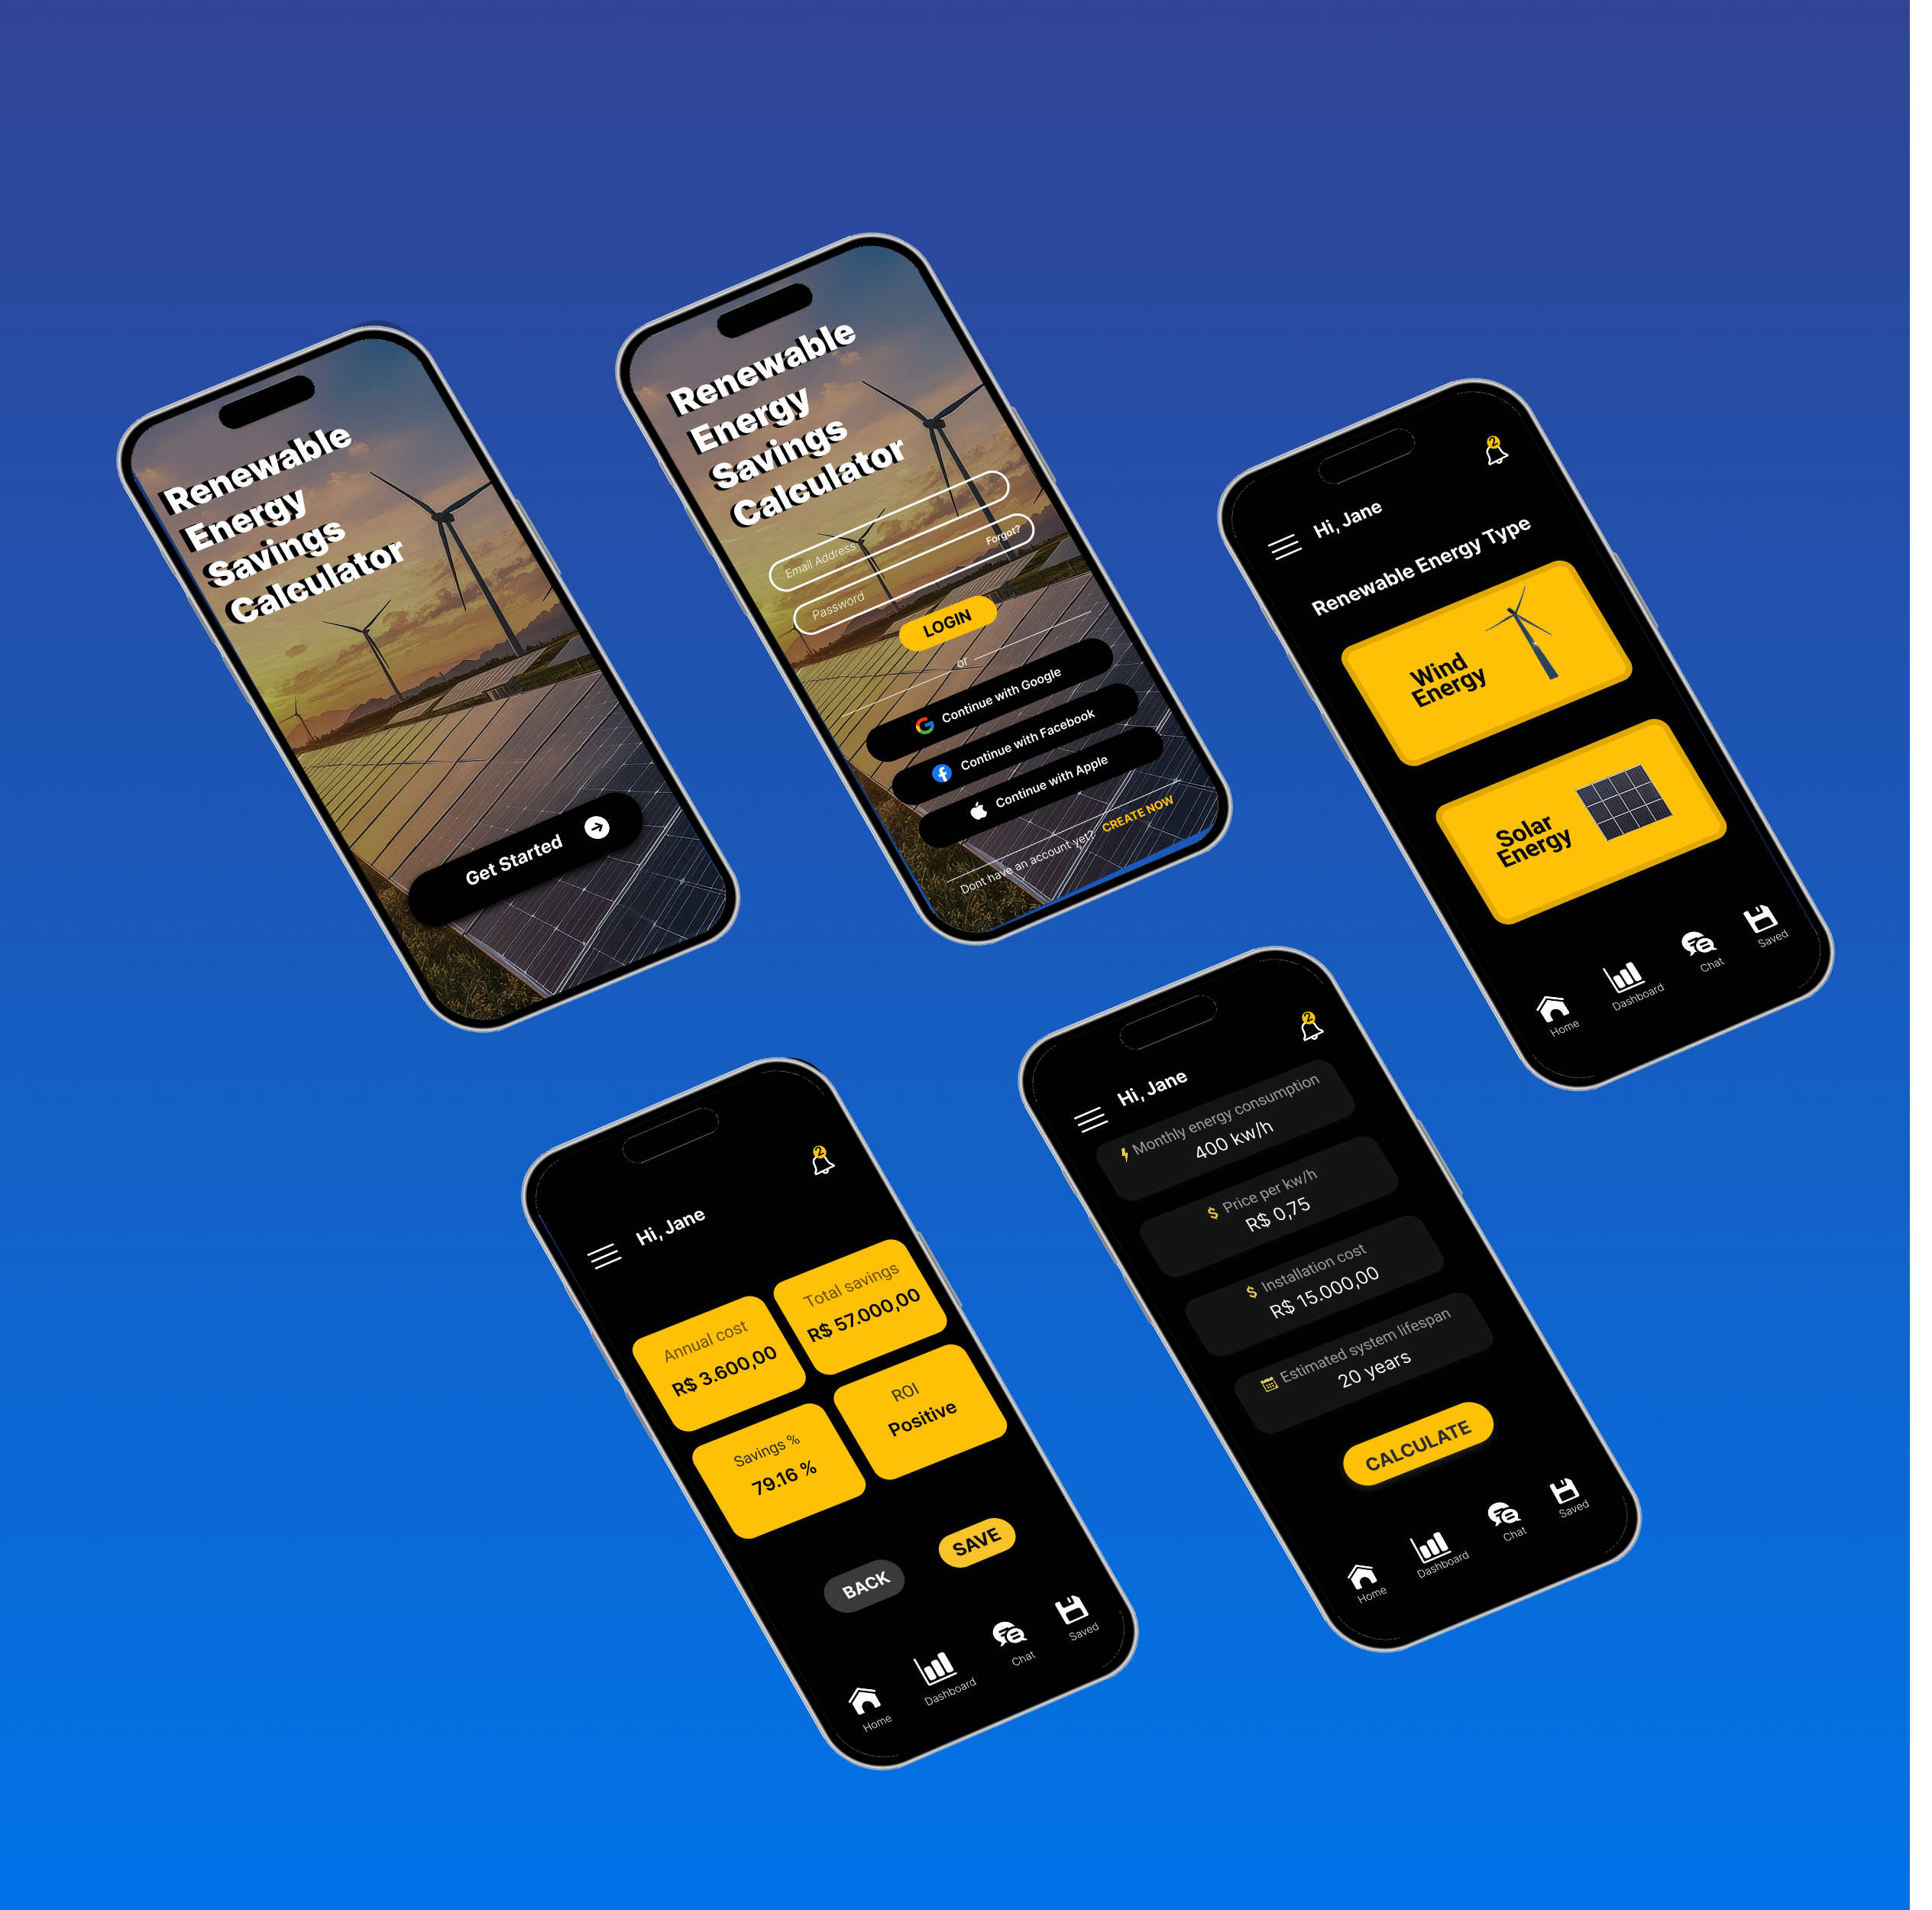 Renewable
Energy
Savings
Calculator
Get Started
Renewable
Energy
Savings
Calculator
Email Address
Password
Forgot?
LOGIN
or
Continue with Google
Continue with Facebook
Continue with Apple
Dont have an account yet? CREATE NOW
2
Hi, Jane
Renewable Energy Type
Wind
Energy
Solar
Energy
Home
Dashboard
Chat
Saved
2
Hi, Jane
Annual cost
R$ 3.600,00
Total savings
R$ 57.000,00
Savings %
79.16 %
ROI
Positive
BACK
SAVE
Home
Dashboard
Chat
Saved
2
Hi, Jane
Monthly energy consumption
400 kw/h
$ Price per kw/h
R$ 0,75
$ Installation cost
R$ 15.000,00
Estimated system lifespan
20 years
CALCULATE
Home
Dashboard
Chat
Saved